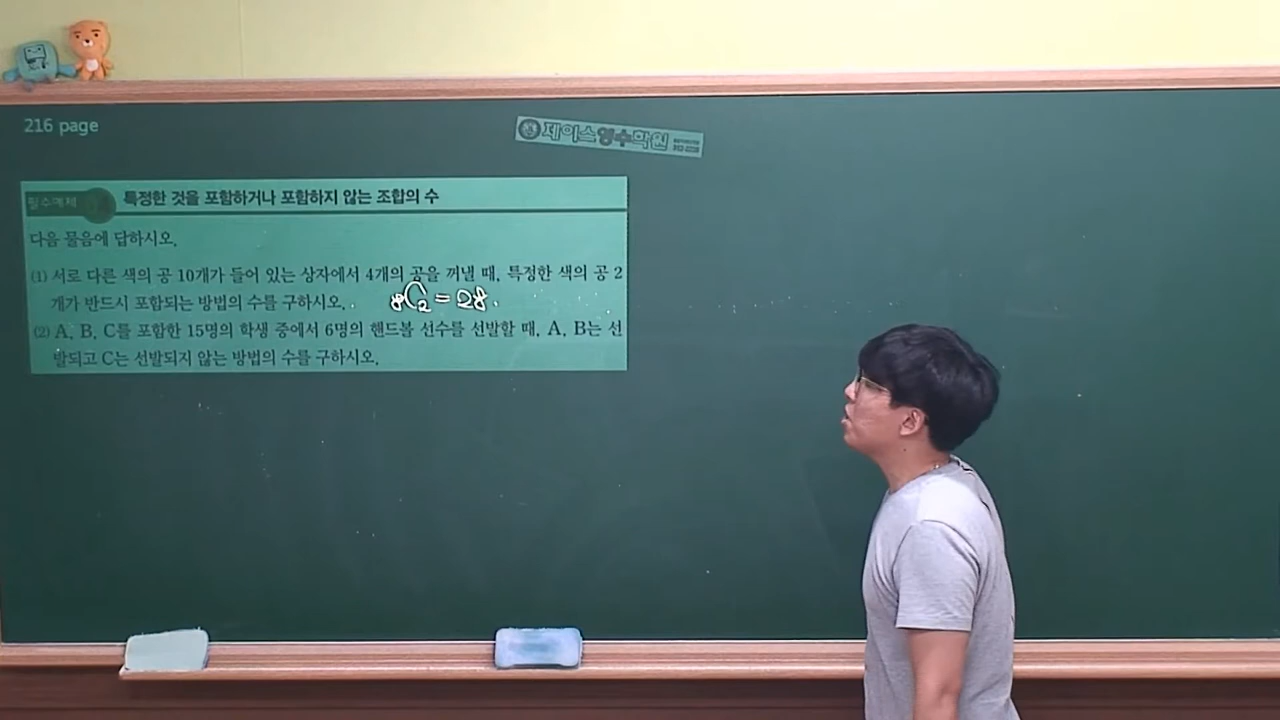 216 page
제이스영수학원
필수예제 특정한 것을 포함하거나 포함하지 않는 조합의 수
다음 물음에 답하시오.
(1) 서로 다른 색의 공 10개가 들어 있는 상자에서 4개의 공을 꺼낼 때, 특정한 색의 공 2
개가 반드시 포함되는 방법의 수를 구하시오. ₈C₂ = 28.
(2) A, B, C를 포함한 15명의 학생 중에서 6명의 핸드볼 선수를 선발할 때, A, B는 선
발되고 C는 선발되지 않는 방법의 수를 구하시오.